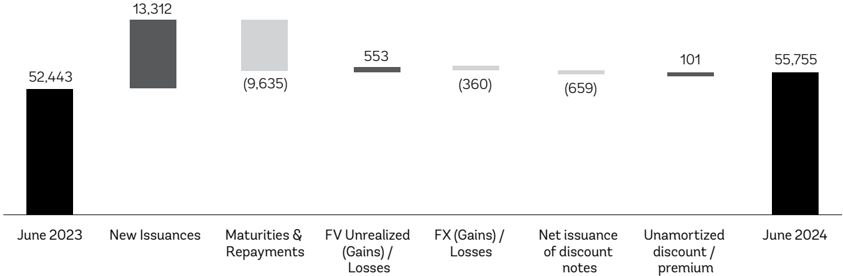 13,312
52,443
(9,635)
553
(360)
(659)
101
55,755
June 2023
New Issuances
Maturities &
Repayments
FV Unrealized
(Gains) /
Losses
FX (Gains) /
Losses
Net issuance
of discount
notes
Unamortized
discount /
premium
June 2024